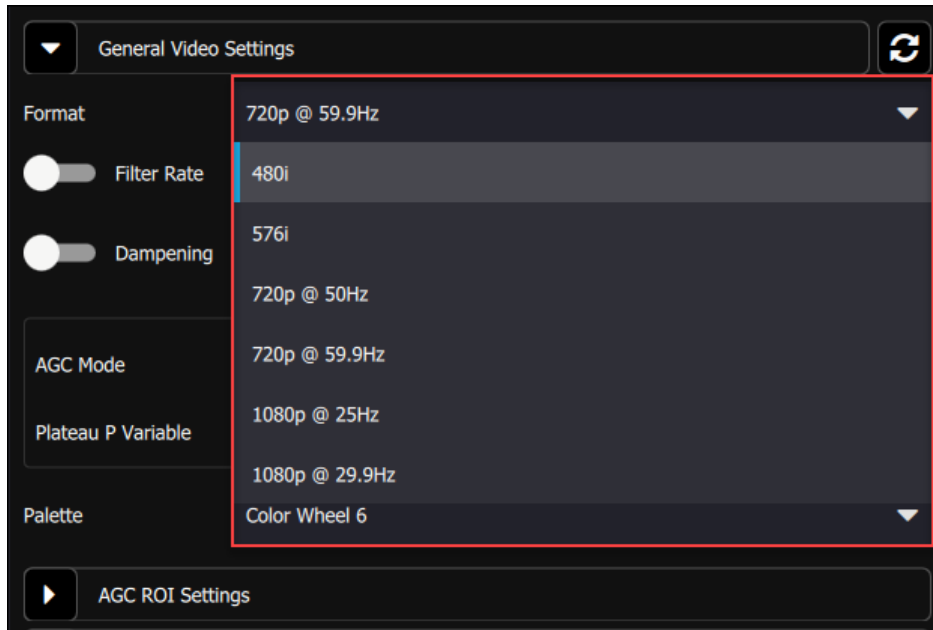 General Video Settings
Format
720p @ 59.9Hz
Filter Rate
480i
576i
Dampening
720p @ 50Hz
720p @ 59.9Hz
AGC Mode
1080p @ 25Hz
Plateau P Variable
1080p @ 29.9Hz
Palette
Color Wheel 6
AGC ROI Settings